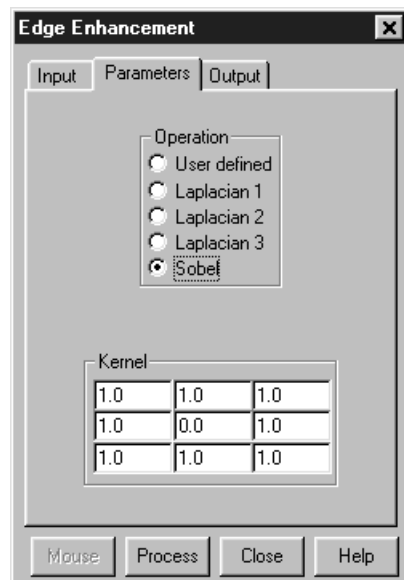 Edge Enhancement
Input Parameters Output
Operation
User defined
Laplacian 1
Laplacian 2
Laplacian 3
Sobel
Kernel
1.0 1.0 1.0
1.0 0.0 1.0
1.0 1.0 1.0
Mouse Process Close Help